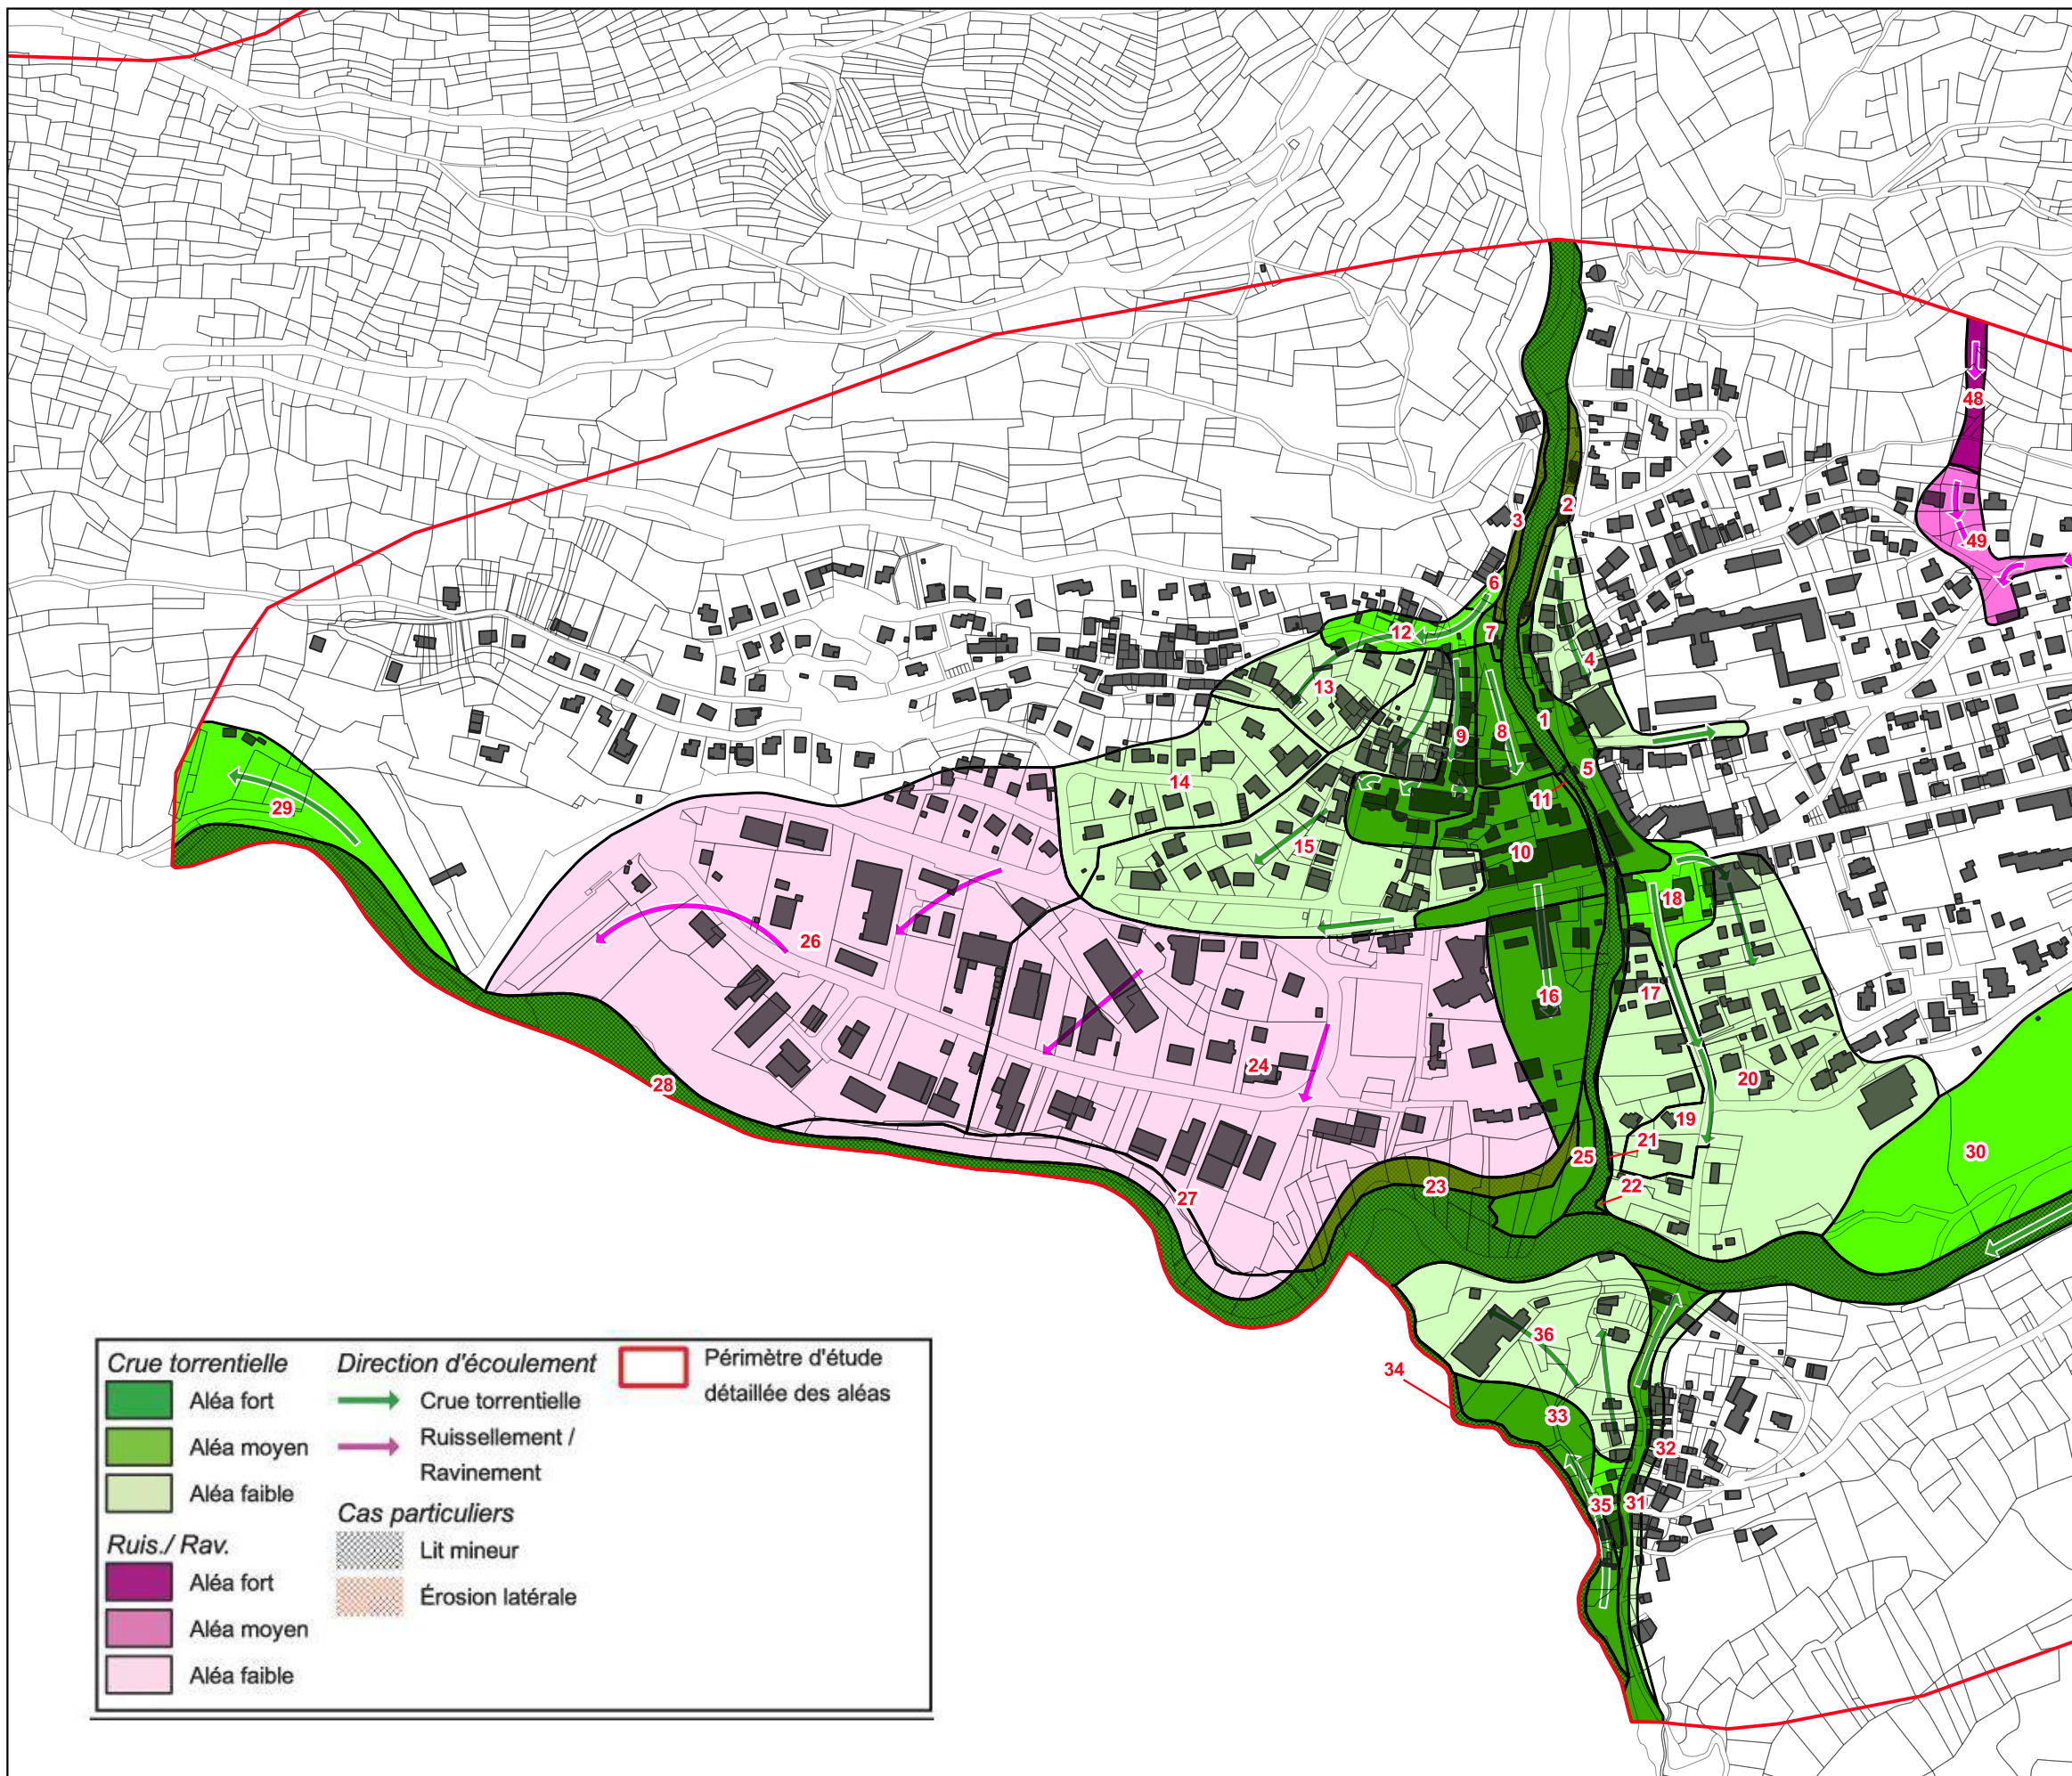 48
2
3
49
6
12
7
4
13
1
8
9
5
14
11
15
10
29
18
26
17
16
24
20
28
19
21
30
25
22
23
27
36
34
33
32
35
31
Crue torrentielle
Aléa fort
Aléa moyen
Aléa faible
Ruis./ Rav.
Aléa fort
Aléa moyen
Aléa faible
Direction d'écoulement
Crue torrentielle
Ruissellement /
Ravinement
Cas particuliers
Lit mineur
Érosion latérale
Périmètre d'étude
détaillée des aléas